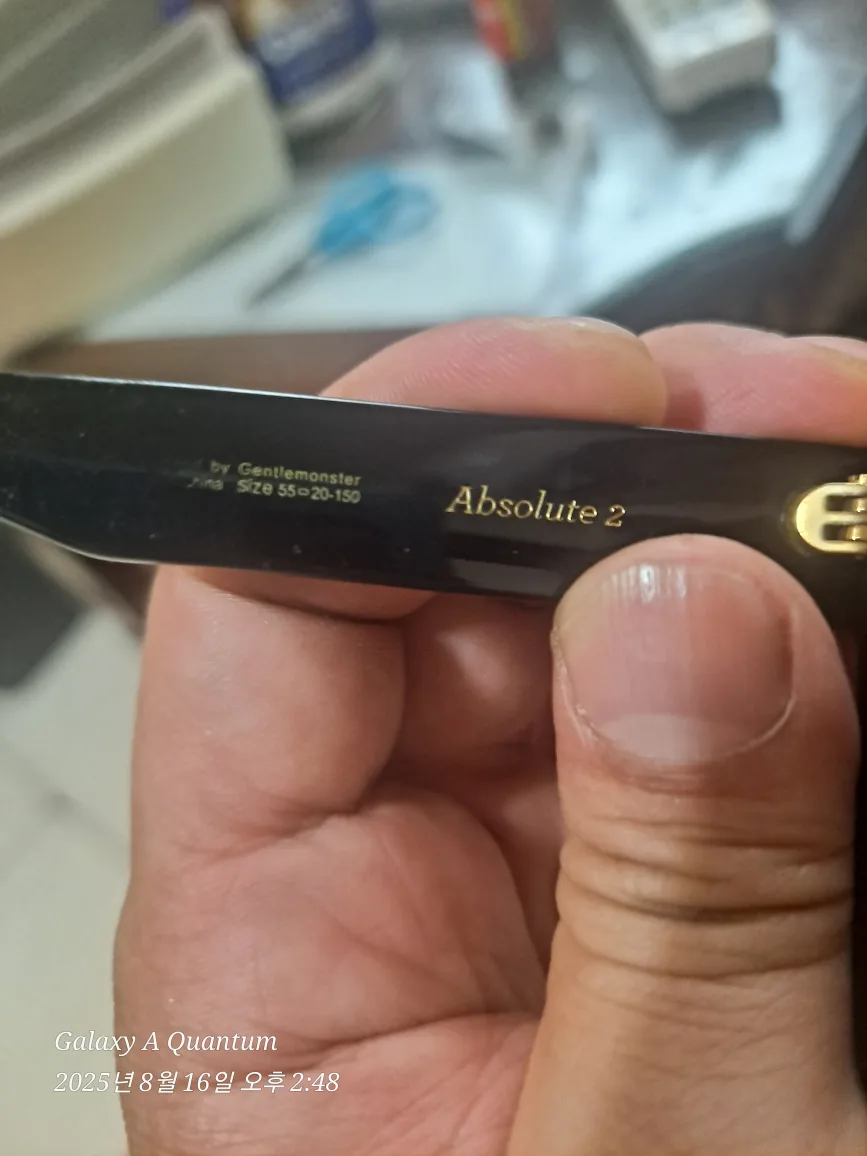 by Gentlemonster
Size 55▭20-150
Absolute 2
Galaxy A Quantum
2025년 8월 16일 오후 2:48